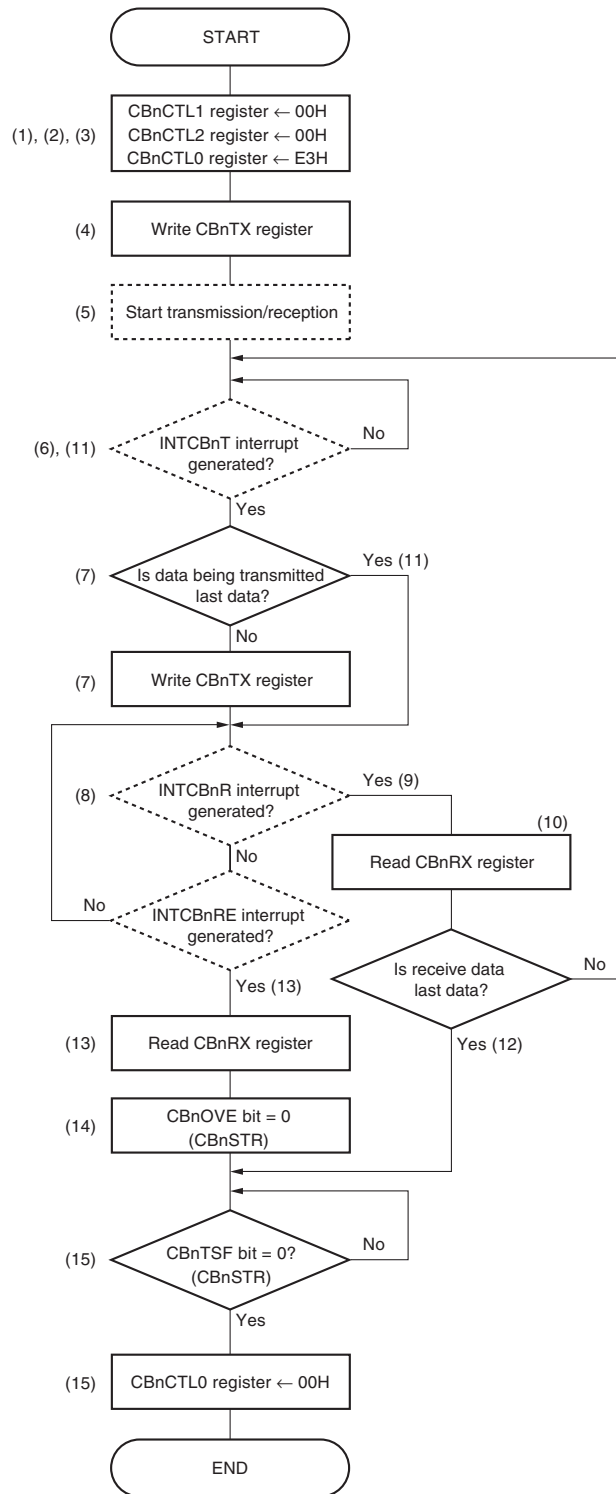 START
(1), (2), (3)
CBnCTL1 register ← 00H
CBnCTL2 register ← 00H
CBnCTL0 register ← E3H
(4)
Write CBnTX register
(5)
Start transmission/reception
(6), (11)
INTCBnT interrupt
generated?
No
Yes
(7)
Is data being transmitted
last data?
Yes (11)
No
(7)
Write CBnTX register
(8)
INTCBnR interrupt
generated?
Yes (9)
No
(10)
Read CBnRX register
No
INTCBnRE interrupt
generated?
Is receive data
last data?
No
Yes (13)
Yes (12)
(13)
Read CBnRX register
(14)
CBnOVE bit = 0
(CBnSTR)
(15)
CBnTSF bit = 0?
(CBnSTR)
No
Yes
(15)
CBnCTL0 register ← 00H
END